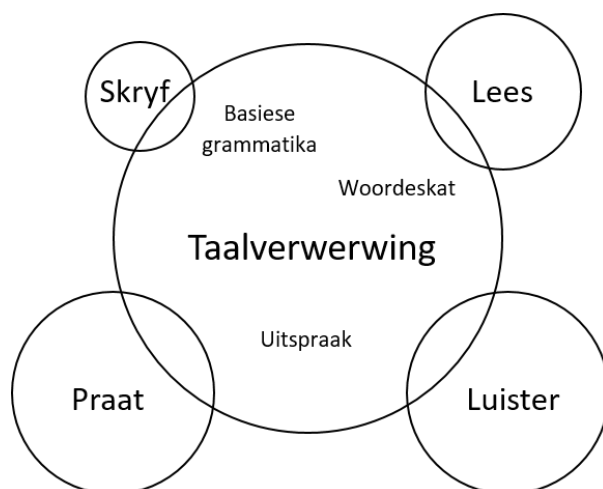 Skryf
Lees
Basiese
grammatika
Woordeskat
Taalverwerwing
Uitspraak
Praat
Luister